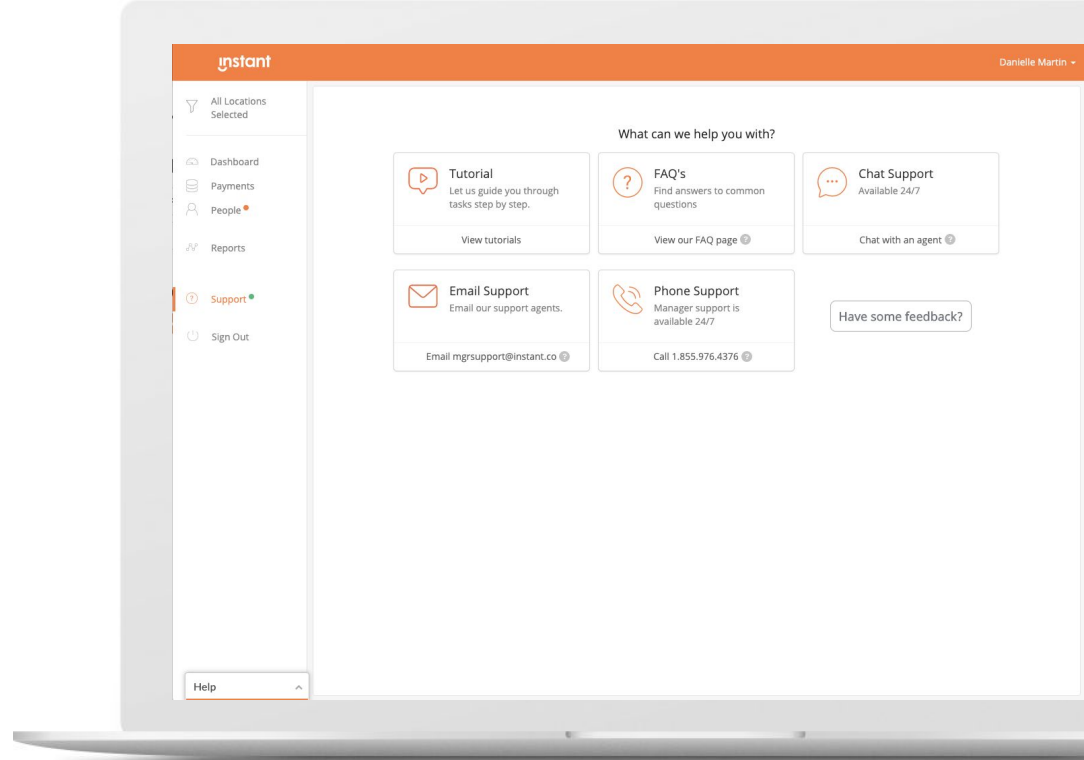 instant
Danielle Martin
All Locations
Selected
Dashboard
Payments
People
Reports
Support
Sign Out
Help
What can we help you with?
Tutorial
Let us guide you through
tasks step by step.
View tutorials
FAQ's
Find answers to common
questions
View our FAQ page ?
Chat Support
Available 24/7
Chat with an agent ?
Email Support
Email our support agents.
Email mgrsupport@instant.co ?
Phone Support
Manager support is
available 24/7
Call 1.855.976.4376 ?
Have some feedback?